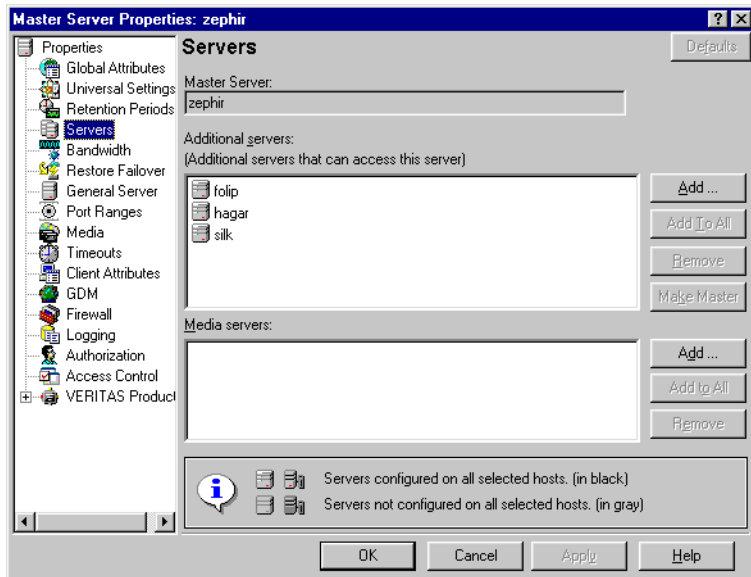 Master Server Properties: zephir
Properties
Global Attributes
Universal Settings
Retention Periods
Servers
Bandwidth
Restore Failover
General Server
Port Ranges
Media
Timeouts
Client Attributes
GDM
Firewall
Logging
Authorization
Access Control
VERITAS Product
Servers
Defaults
Master Server:
zephir
Additional servers:
(Additional servers that can access this server)
folip
hagar
silk
Add ...
Add To All
Remove
Make Master
Media servers:
Add ...
Add to All
Remove
Servers configured on all selected hosts. (in black)
Servers not configured on all selected hosts. (in gray)
OK
Cancel
Apply
Help